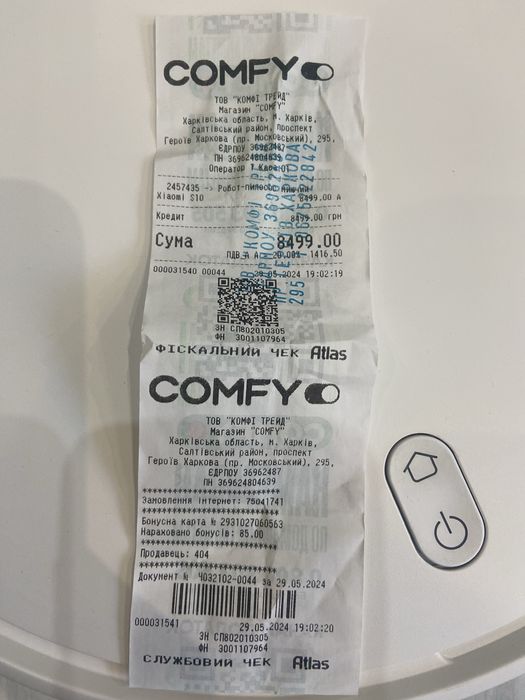 COMFY
ТОВ "КОМФІ ТРЕЙД"
Магазин "COMFY"
Харківська область, м. Харків,
Салтівський район, проспект
Героїв Харкова (пр. Московський), 295,
ЄДРПОУ 36962487
ПН 369624804639
Оператор
2457435 -> Робот-пилосос
Xiaomi S10 8499.00 А
Кредит 8499.00 грн
Сума 8499.00
ПДВ А А 20.00% 1416.50
000031540 00044 29.05.2024 19:02:19
ЗН СП802010305
ФН 3001107964
ФІСКАЛЬНИЙ ЧЕК Atlas
COMFY
ТОВ "КОМФІ ТРЕЙД"
Магазин "COMFY"
Харківська область, м. Харків,
Салтівський район, проспект
Героїв Харкова (пр. Московський), 295,
ЄДРПОУ 36962487
ПН 369624804639
Замовлення інтернет: 75041741
Бонусна карта № 2931027060563
Нараховано бонусів: 85.00
Продавець: 404
Документ № Ч032102-0044 за 29.05.2024
000031541 29.05.2024 19:02:20
ЗН СП802010305
ФН 3001107964
СЛУЖБОВИЙ ЧЕК Atlas